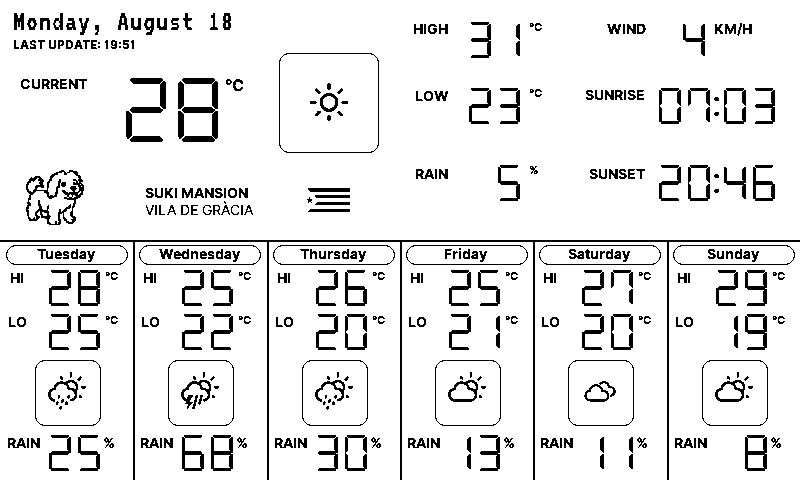 Monday, August 18
LAST UPDATE: 19:51
CURRENT 28 °C
SUKI MANSION
VILA DE GRÀCIA
HIGH 31 °C
WIND 4 KM/H
LOW 23 °C
SUNRISE 07:03
RAIN 5 %
SUNSET 20:46
Tuesday
HI 28 °C
LO 25 °C
RAIN 25 %
Wednesday
HI 25 °C
LO 22 °C
RAIN 68 %
Thursday
HI 26 °C
LO 20 °C
RAIN 30 %
Friday
HI 25 °C
LO 21 °C
RAIN 13 %
Saturday
HI 27 °C
LO 20 °C
RAIN 11 %
Sunday
HI 29 °C
LO 19 °C
RAIN 8 %